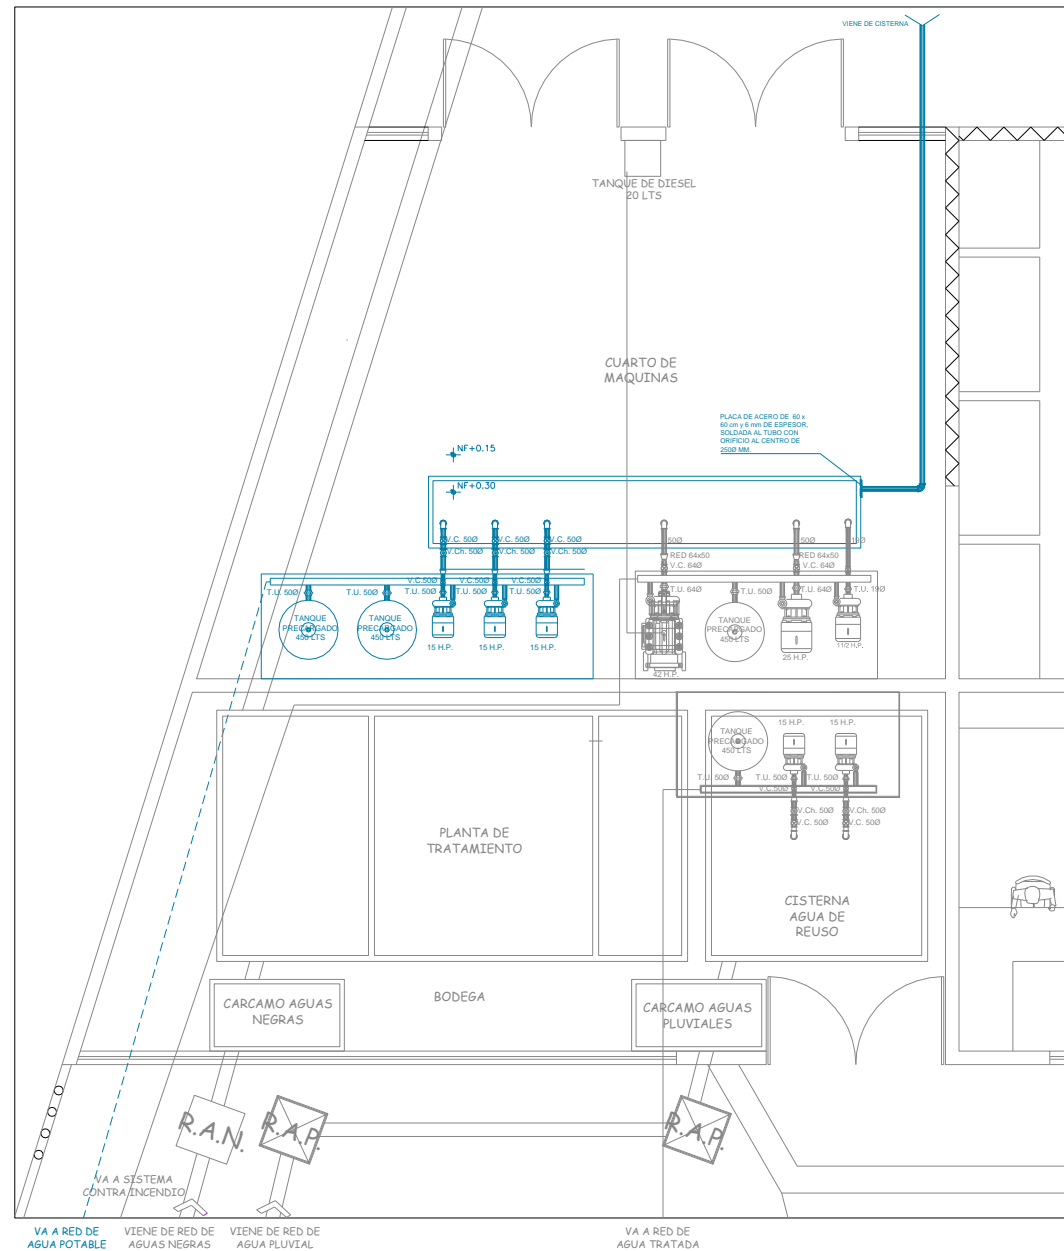 VIENE DE CISTERNA
TANQUE DE DIESEL
20 LTS
CUARTO DE
MAQUINAS
PLACA DE ACERO DE 60 x
60 cm y 6 mm DE ESPESOR,
SOLDADA AL TUBO CON
ORIFICIO AL CENTRO DE
250Ø MM.
NF+0.15
NF+0.30
V.C. 50Ø
V.C. 50Ø
V.C. 50Ø
50Ø
50Ø
19Ø
V.Ch. 50Ø
V.Ch. 50Ø
V.Ch. 50Ø
RED 64x50
RED 64x50
V.C. 64Ø
V.C. 64Ø
V.C.50Ø
V.C.50Ø
V.C.50Ø
T.U. 50Ø
T.U. 50Ø
T.U. 50Ø
T.U. 50Ø
T.U. 50Ø
T.U. 64Ø
T.U. 50Ø
T.U. 64Ø
T.U. 19Ø
TANQUE
PRECARGADO
450 LTS
TANQUE
PRECARGADO
450 LTS
15 H.P.
15 H.P.
15 H.P.
TANQUE
PRECARGADO
450 LTS
42 H.P.
25 H.P.
11/2 H.P.
TANQUE
PRECARGADO
450 LTS
15 H.P.
15 H.P.
T.U. 50Ø
T.U. 50Ø
T.U. 50Ø
V.C.50Ø
V.C.50Ø
V.Ch. 50Ø
V.Ch. 50Ø
V.C. 50Ø
V.C. 50Ø
PLANTA DE
TRATAMIENTO
CISTERNA
AGUA DE
REUSO
BODEGA
CARCAMO AGUAS
NEGRAS
CARCAMO AGUAS
PLUVIALES
R.A.N.
R.A.P.
R.A.P.
VA A SISTEMA
CONTRA INCENDIO
VA A RED DE
AGUA POTABLE
VIENE DE RED DE
AGUAS NEGRAS
VIENE DE RED DE
AGUA PLUVIAL
VA A RED DE
AGUA TRATADA